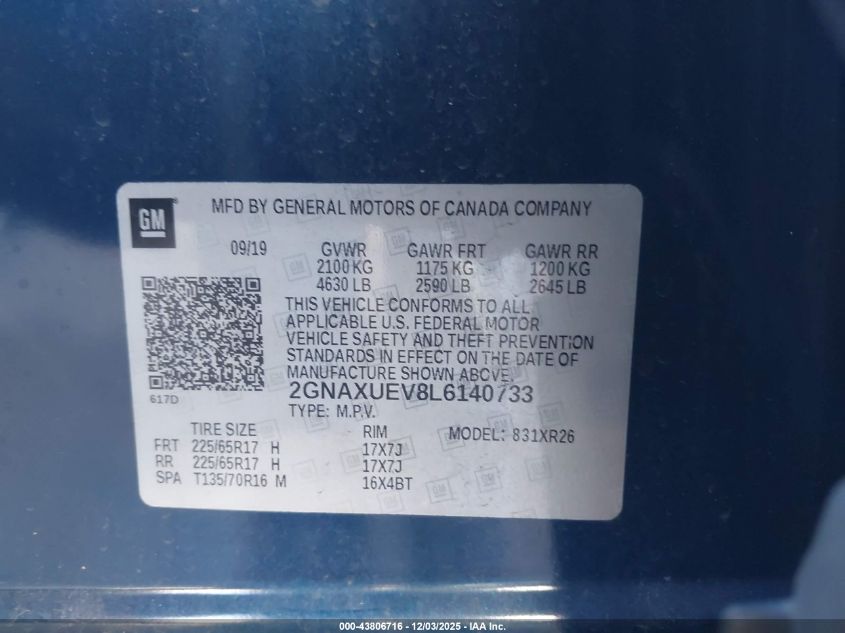 GM
MFD BY GENERAL MOTORS OF CANADA COMPANY
09/19 GVWR GAWR FRT GAWR RR
2100 KG 1175 KG 1200 KG
4630 LB 2590 LB 2645 LB
THIS VEHICLE CONFORMS TO ALL
APPLICABLE U.S. FEDERAL MOTOR
VEHICLE SAFETY AND THEFT PREVENTION
STANDARDS IN EFFECT ON THE DATE OF
MANUFACTURE SHOWN ABOVE.
2GNAXUEV8L6140733
617D
TYPE: M.P.V.
TIRE SIZE RIM MODEL: 831XR26
FRT 225/65R17 H 17X7J
RR 225/65R17 H 17X7J
SPA T135/70R16 M 16X4BT
000-43806716 - 12/03/2025 - IAA Inc.